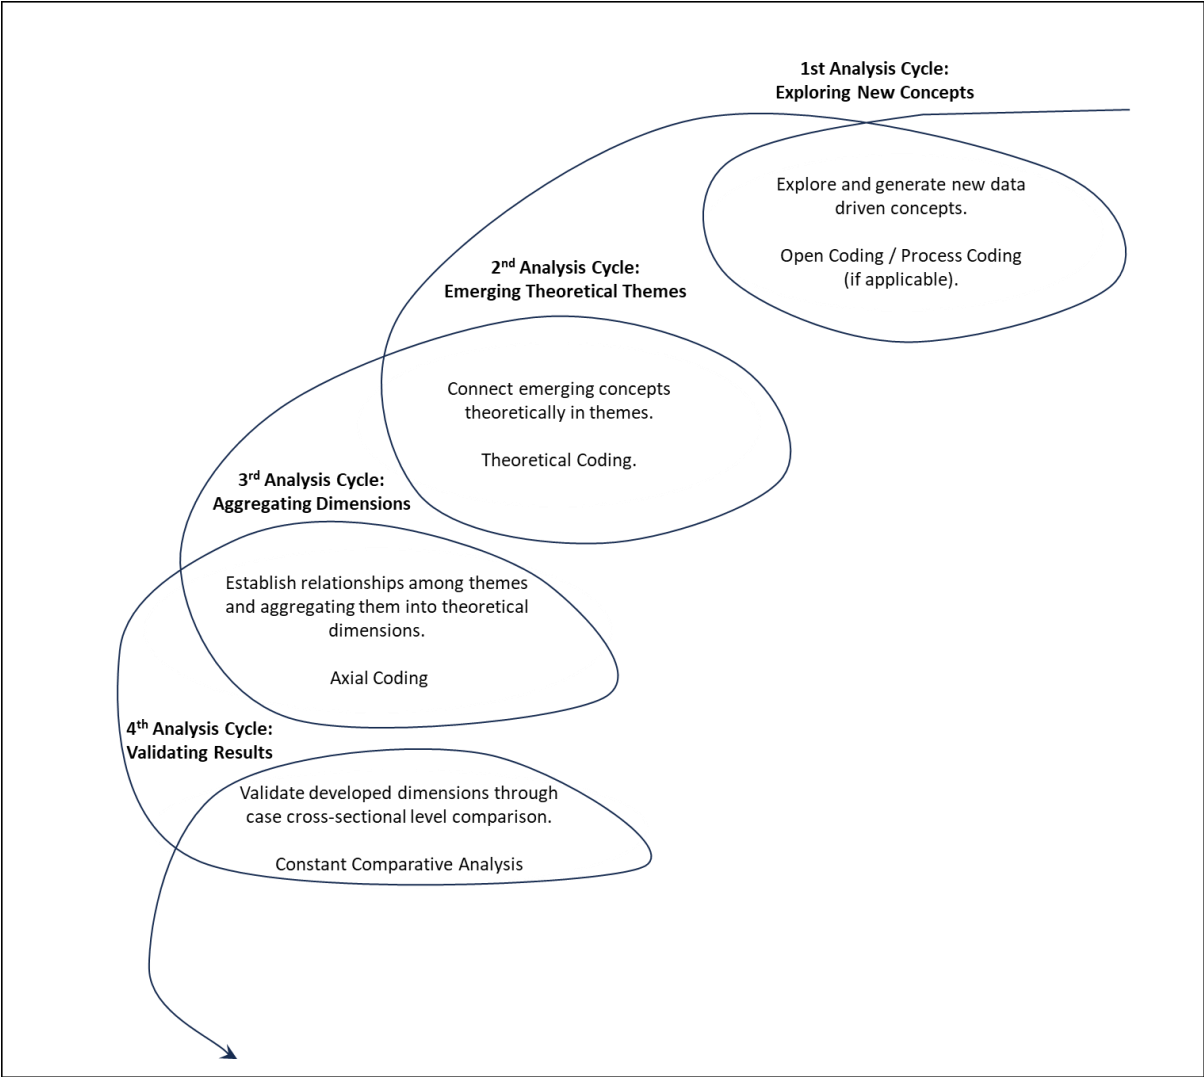 1st Analysis Cycle:
Exploring New Concepts
Explore and generate new data
driven concepts.
Open Coding / Process Coding
(if applicable).
2nd Analysis Cycle:
Emerging Theoretical Themes
Connect emerging concepts
theoretically in themes.
Theoretical Coding.
3rd Analysis Cycle:
Aggregating Dimensions
Establish relationships among themes
and aggregating them into theoretical
dimensions.
Axial Coding
4th Analysis Cycle:
Validating Results
Validate developed dimensions through
case cross-sectional level comparison.
Constant Comparative Analysis